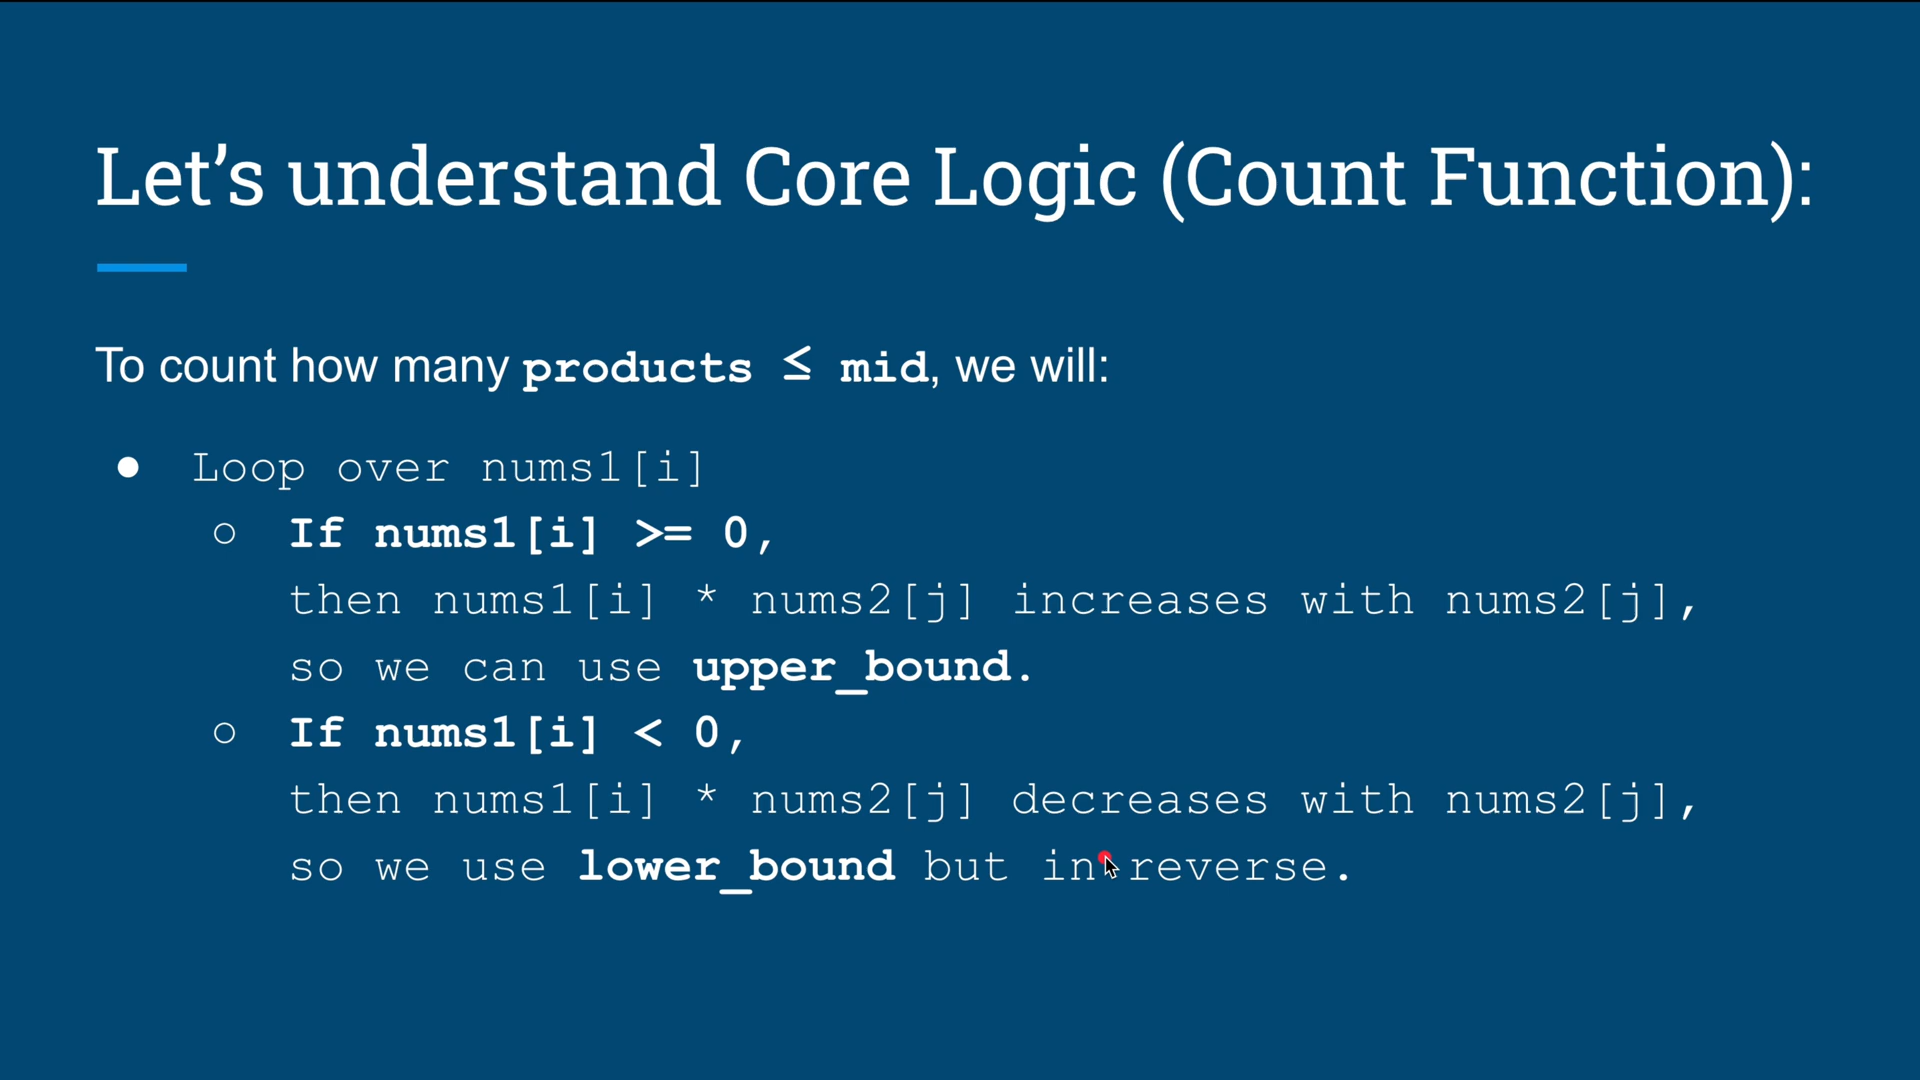 Let’s understand Core Logic (Count Function):
To count how many products ≤ mid, we will:
● Loop over nums1[i]
○ If nums1[i] >= 0,
then nums1[i] * nums2[j] increases with nums2[j],
so we can use upper_bound.
○ If nums1[i] < 0,
then nums1[i] * nums2[j] decreases with nums2[j],
so we use lower_bound but in reverse.